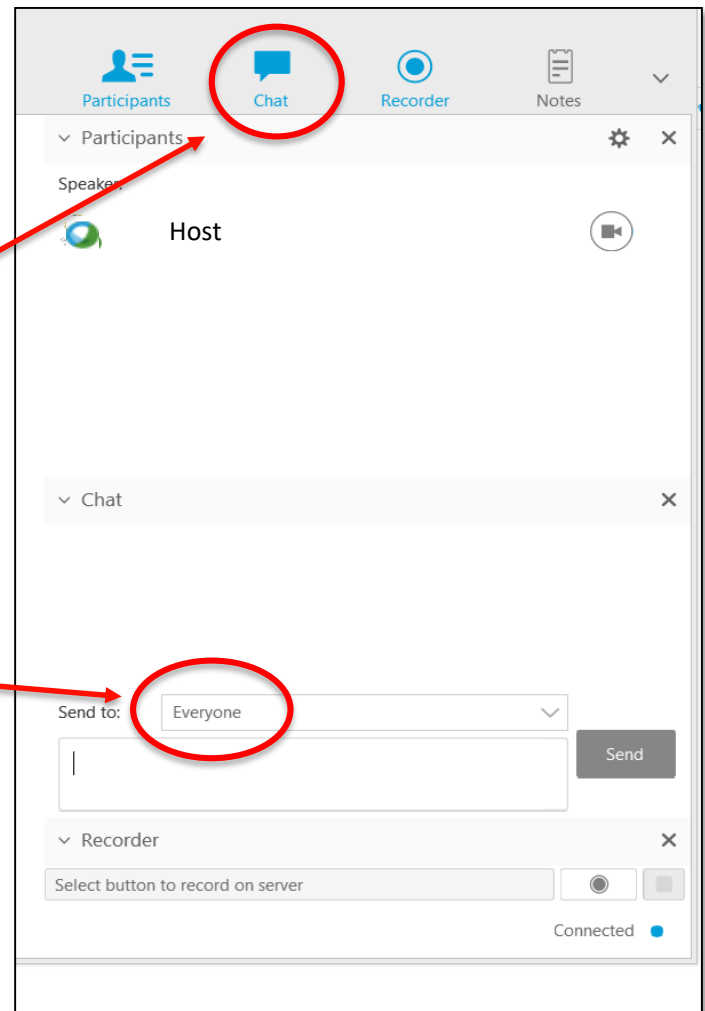 Participants Chat Recorder Notes
Participants
Speaker:
Host
Chat
Send to: Everyone
Send
Recorder
Select button to record on server
Connected